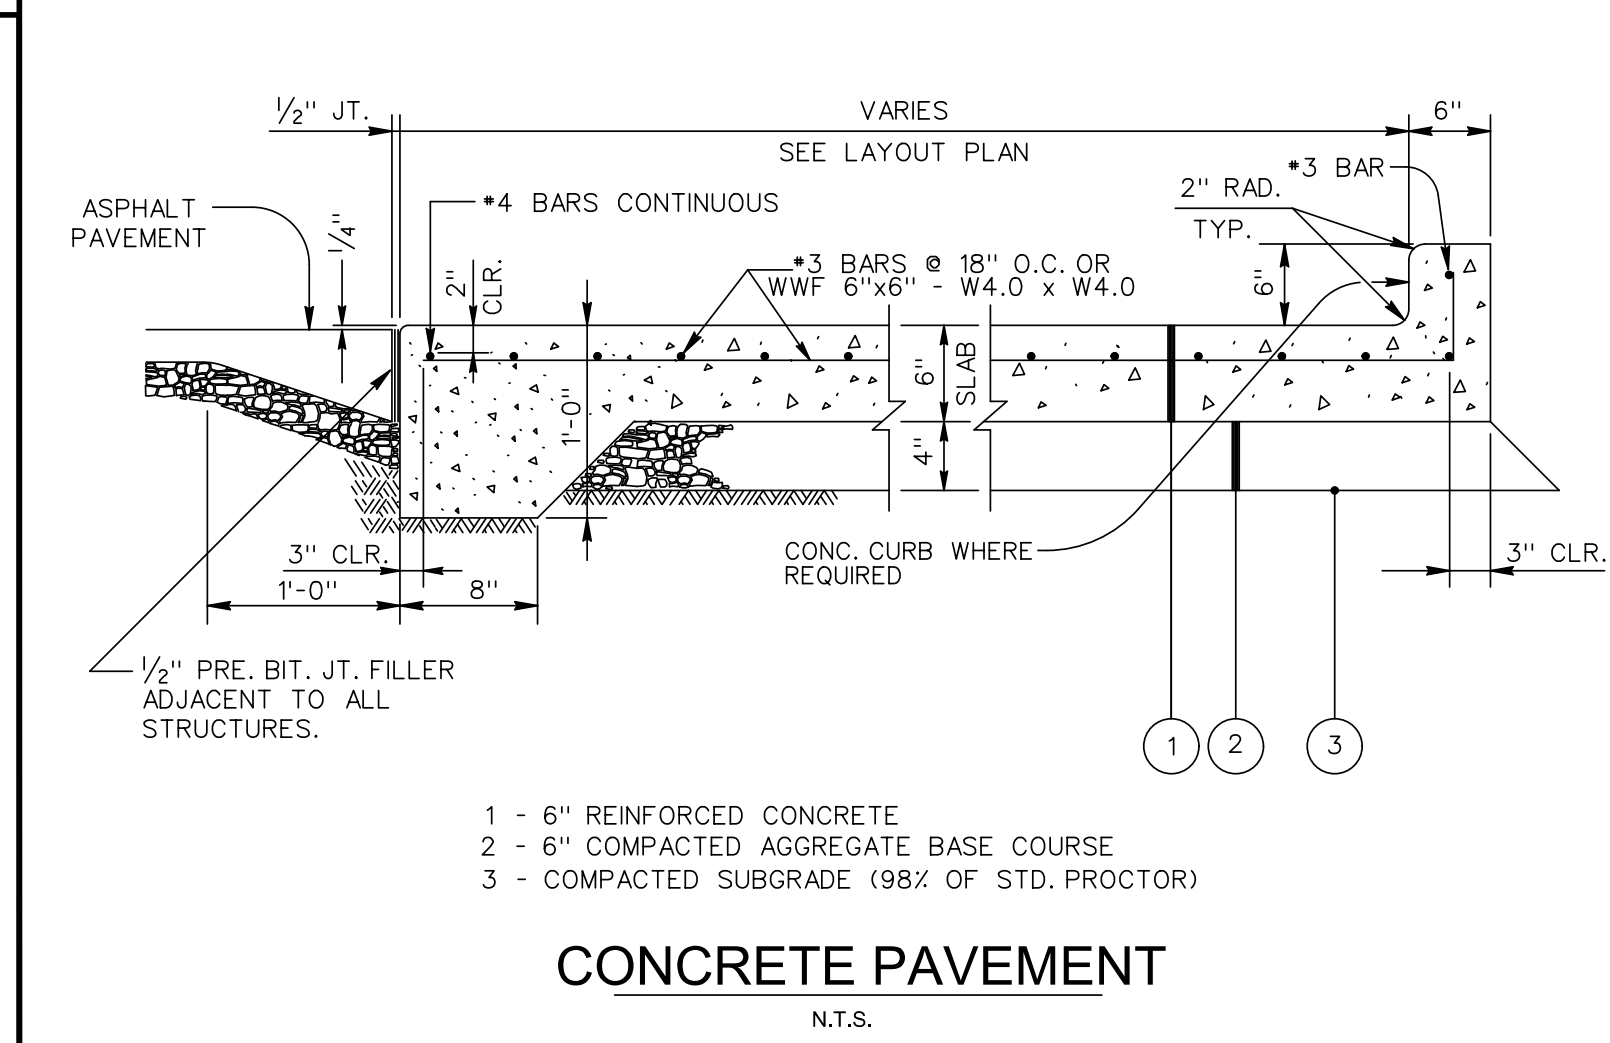 1/2" JT.
VARIES
6"
SEE LAYOUT PLAN
#3 BAR
2" RAD.
TYP.
#4 BARS CONTINUOUS
ASPHALT
PAVEMENT
1/4"
2"
CLR.
#3 BARS @ 18" O.C. OR
WWF 6"x6" - W4.0 x W4.0
6"
6"
SLAB
1'-0"
4"
3" CLR.
CONC. CURB WHERE
REQUIRED
3" CLR.
1'-0"
8"
1/2" PRE. BIT. JT. FILLER
ADJACENT TO ALL
STRUCTURES.
1
2
3
1 - 6" REINFORCED CONCRETE
2 - 6" COMPACTED AGGREGATE BASE COURSE
3 - COMPACTED SUBGRADE (98% OF STD. PROCTOR)
CONCRETE PAVEMENT
N.T.S.